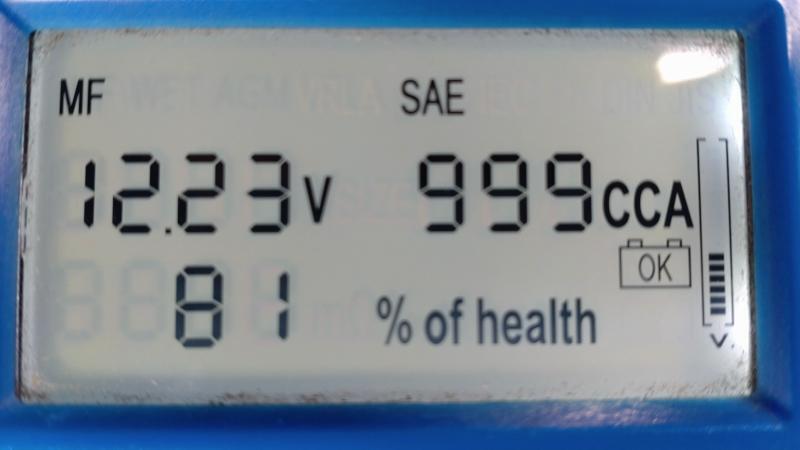 MF SAE
12.23 V 999 CCA
OK
81 % of health
V